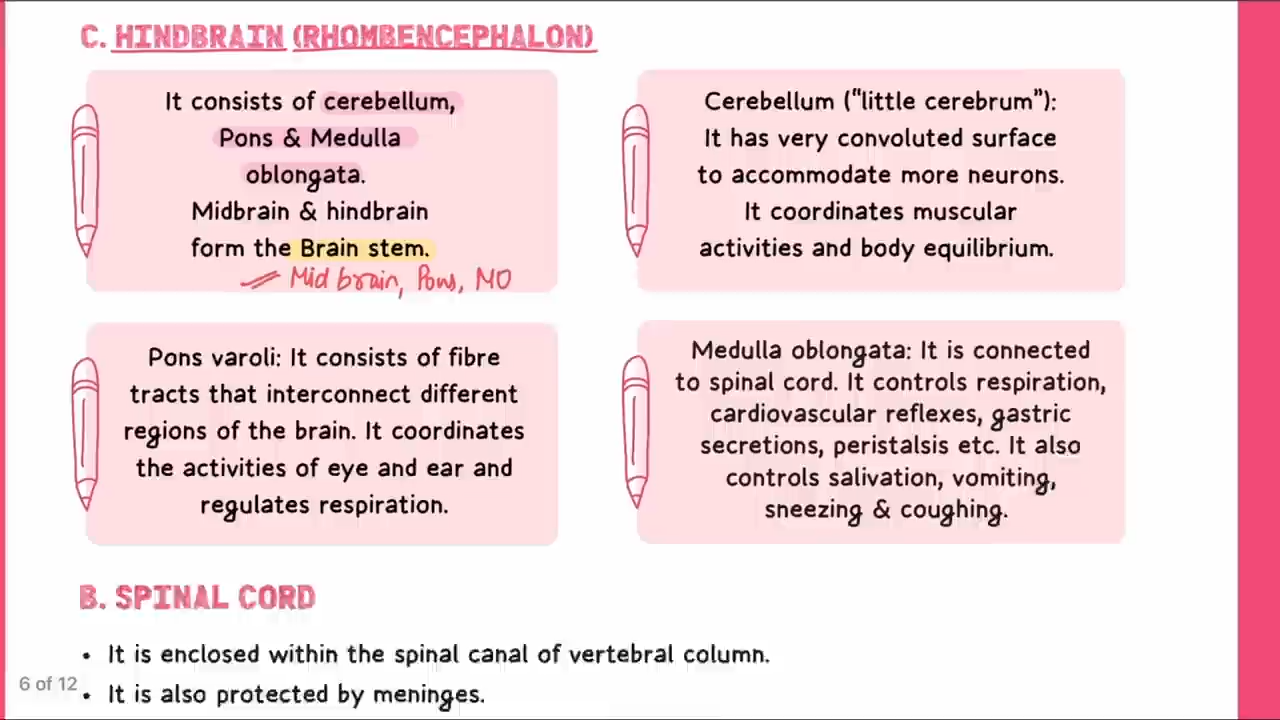 C. HINDBRAIN (RHOMBENCEPHALON)
It consists of cerebellum,
Pons & Medulla
oblongata.
Midbrain & hindbrain
form the Brain stem.
Mid brain, Pons, MO
Cerebellum ("little cerebrum"):
It has very convoluted surface
to accommodate more neurons.
It coordinates muscular
activities and body equilibrium.
Pons varoli: It consists of fibre
tracts that interconnect different
regions of the brain. It coordinates
the activities of eye and ear and
regulates respiration.
Medulla oblongata: It is connected
to spinal cord. It controls respiration,
cardiovascular reflexes, gastric
secretions, peristalsis etc. It also
controls salivation, vomiting,
sneezing & coughing.
B. SPINAL CORD
• It is enclosed within the spinal canal of vertebral column.
• It is also protected by meninges.
6 of 12